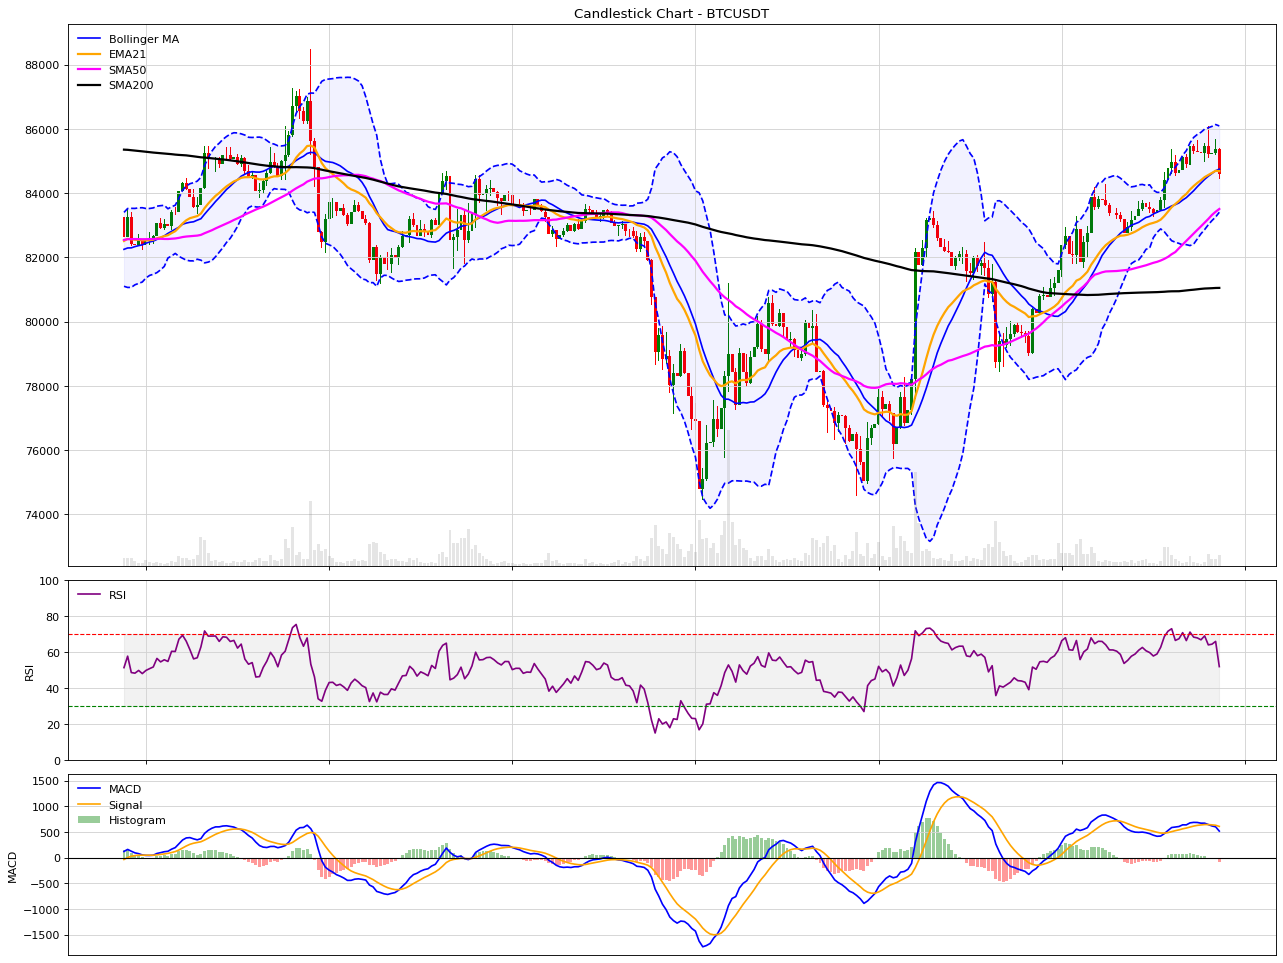 Candlestick Chart - BTCUSDT
Bollinger MA
EMA21
SMA50
SMA200
88000
86000
84000
82000
80000
78000
76000
74000
RSI
100
80
60
40
20
0
RSI
MACD
Signal
Histogram
1500
1000
500
0
−500
−1000
−1500
MACD